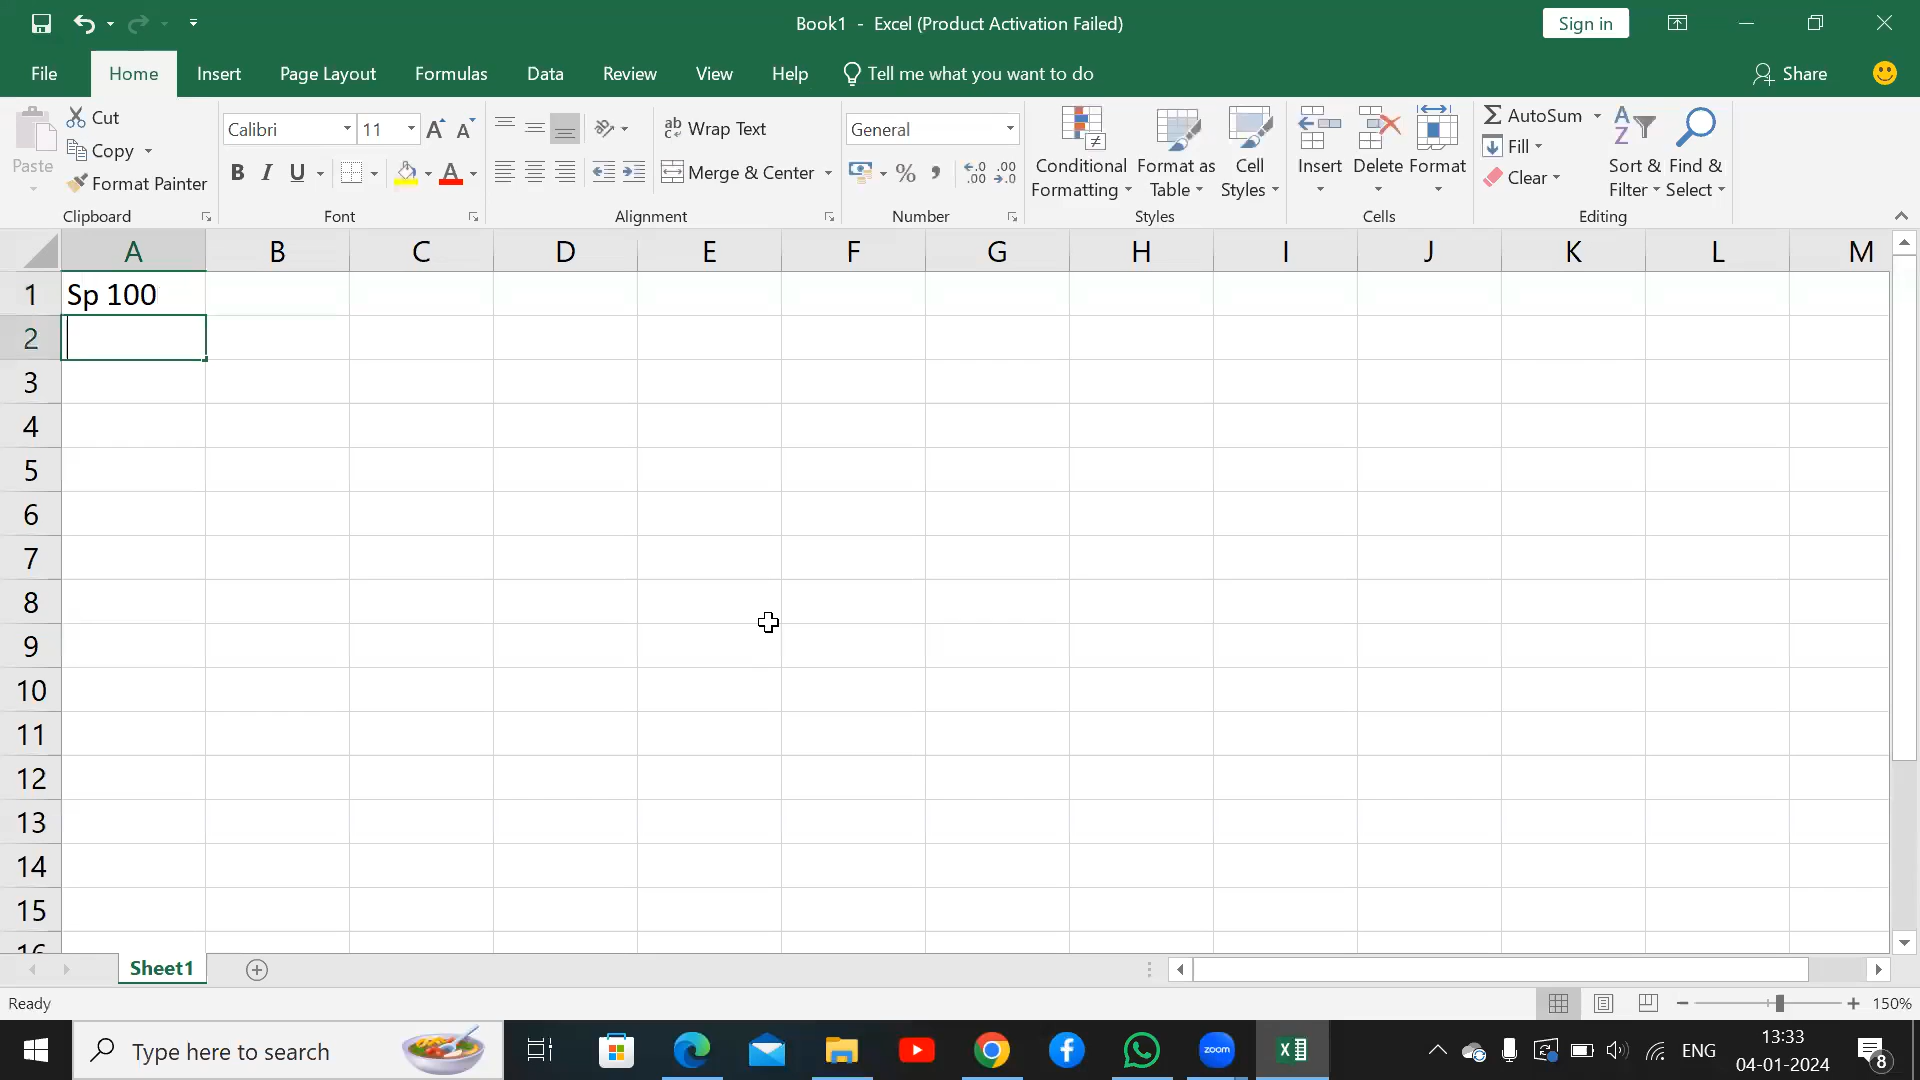 Book1 - Excel (Product Activation Failed)
Sign in
File Home Insert Page Layout Formulas Data Review View Help Tell me what you want to do Share
Paste
Cut
Copy
Format Painter
Clipboard
Calibri 11
B I U A
Font
Wrap Text
Merge & Center
Alignment
General
% , .0 .00
Number
Conditional Formatting
Format as Table
Cell Styles
Styles
Insert
Delete
Format
Cells
AutoSum
Fill
Clear
Sort & Filter
Find & Select
Editing
A B C D E F G H I J K L M
1 Sp 100
2
3
4
5
6
7
8
9
10
11
12
13
14
15
16
Sheet1
Ready
150%
Type here to search
zoom
ENG
13:33
04-01-2024
8